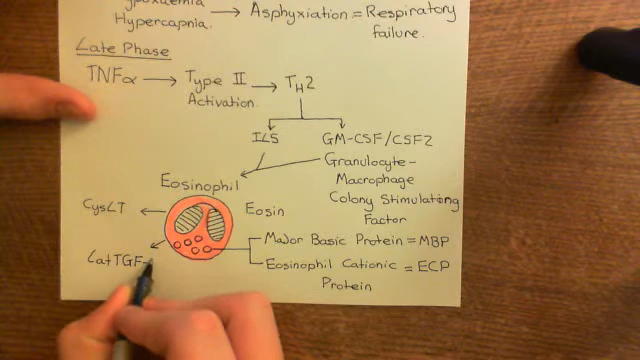 Hypercapnia. → Asphyxiation = Respiratory
failure.
Late Phase
TNFα → Type II → TH2
Activation.
IL5 GM-CSF/CSF2
Granulocyte-
Macrophage
Colony Stimulating
Factor
Eosinophil
CysLT Eosin
Major Basic Protein = MBP
LatTGF-
Eosinophil Cationic = ECP
Protein